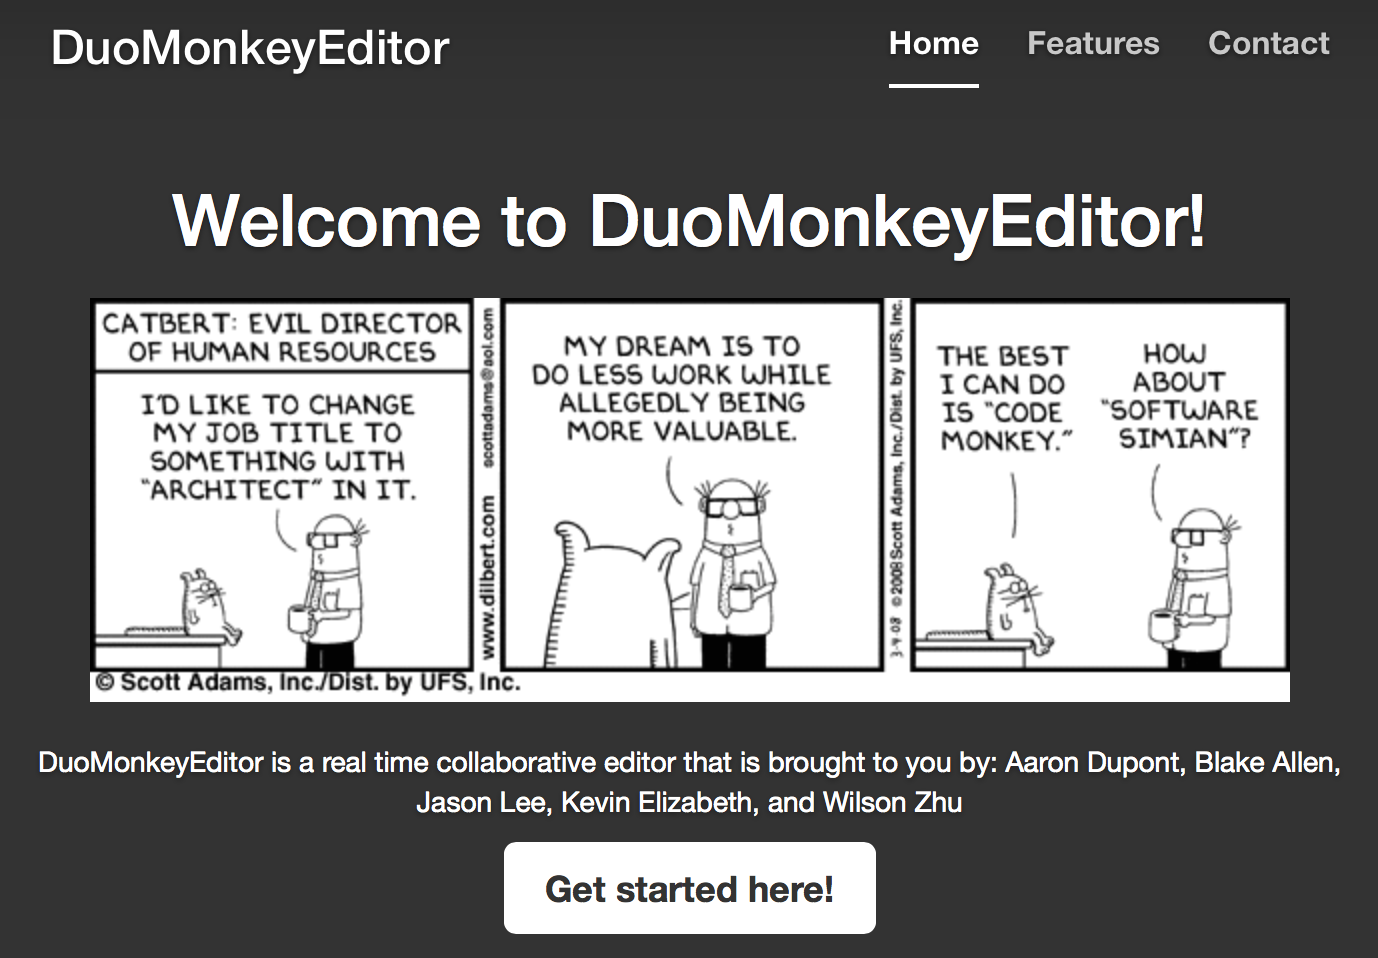 DuoMonkeyEditor
Home Features Contact
Welcome to DuoMonkeyEditor!
CATBERT: EVIL DIRECTOR
OF HUMAN RESOURCES
I'D LIKE TO CHANGE
MY JOB TITLE TO
SOMETHING WITH
"ARCHITECT" IN IT.
www.dilbert.com scottadams@aol.com
MY DREAM IS TO
DO LESS WORK WHILE
ALLEGEDLY BEING
MORE VALUABLE.
3-4-08 ©2008 Scott Adams, Inc./Dist. by UFS, Inc.
THE BEST
I CAN DO
IS "CODE
MONKEY."
HOW
ABOUT
"SOFTWARE
SIMIAN"?
© Scott Adams, Inc./Dist. by UFS, Inc.
DuoMonkeyEditor is a real time collaborative editor that is brought to you by: Aaron Dupont, Blake Allen,
Jason Lee, Kevin Elizabeth, and Wilson Zhu
Get started here!